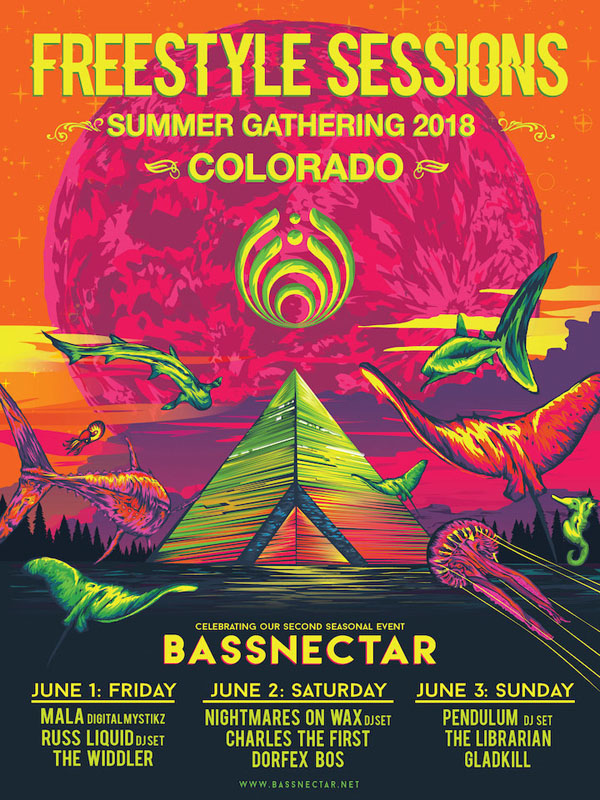 FREESTYLE SESSIONS
SUMMER GATHERING 2018
COLORADO
CELEBRATING OUR SECOND SEASONAL EVENT
BASSNECTAR
JUNE 1: FRIDAY
MALA DIGITALMYSTIKZ
RUSS LIQUID DJ SET
THE WIDDLER
JUNE 2: SATURDAY
NIGHTMARES ON WAX DJ SET
CHARLES THE FIRST
DORFEX BOS
JUNE 3: SUNDAY
PENDULUM DJ SET
THE LIBRARIAN
GLADKILL
WWW.BASSNECTAR.NET